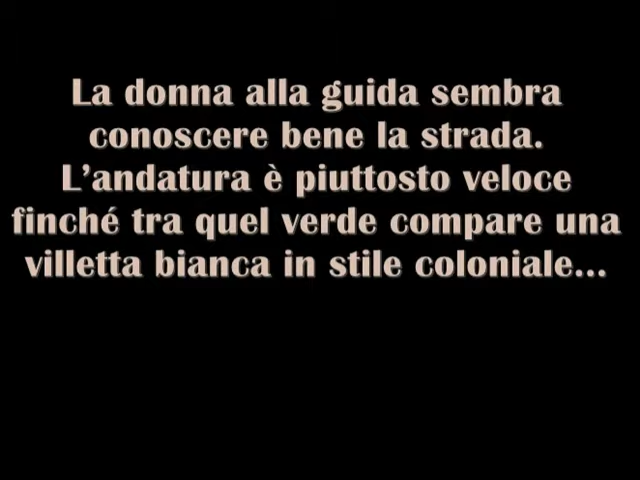 La donna alla guida sembra
conoscere bene la strada.
L’andatura è piuttosto veloce
finché tra quel verde compare una
villetta bianca in stile coloniale...